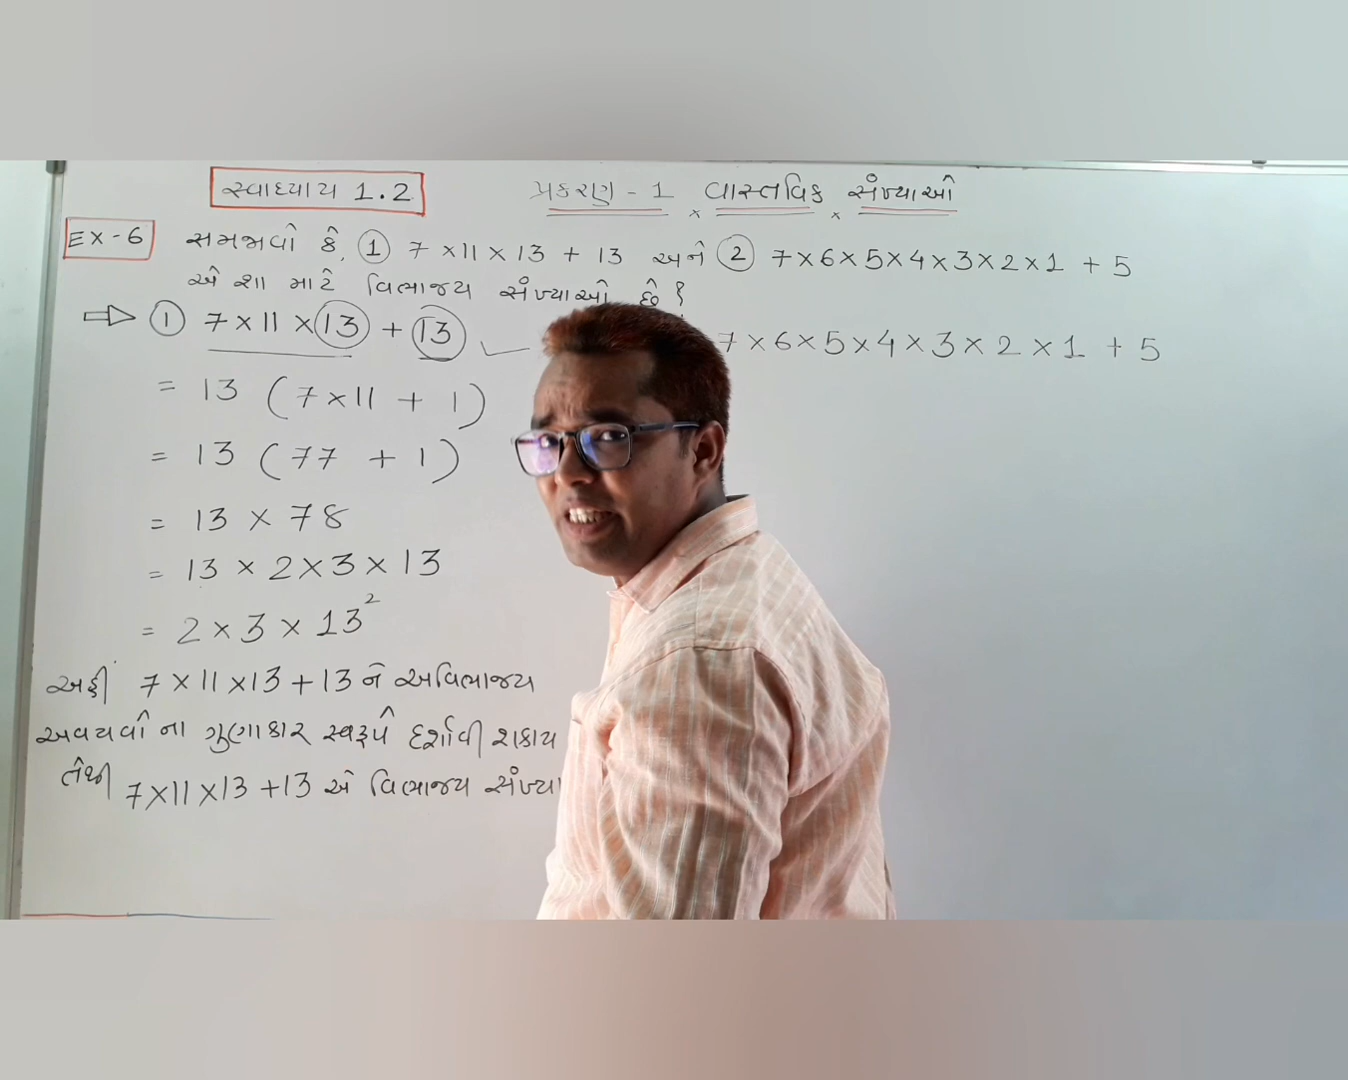 સ્વાધ્યાય 1.2
પ્રકરણ - 1 વાસ્તવિક સંખ્યાઓ
EX-6 સમજાવો કે, ① 7 × 11 × 13 + 13 અને ② 7 × 6 × 5 × 4 × 3 × 2 × 1 + 5
એ શા માટે વિભાજ્ય સંખ્યાઓ છે ?
⇒ ① 7 × 11 × 13 + 13 ✓
= 13 (7 × 11 + 1)
= 13 (77 + 1)
= 13 × 78
= 13 × 2 × 3 × 13
= 2 × 3 × 13²
અહીં 7 × 11 × 13 + 13 ને અવિભાજ્ય
અવયવો ના ગુણાકાર સ્વરૂપે દર્શાવી શકાય
તેથી 7 × 11 × 13 + 13 એ વિભાજ્ય
7 × 6 × 5 × 4 × 3 × 2 × 1 + 5